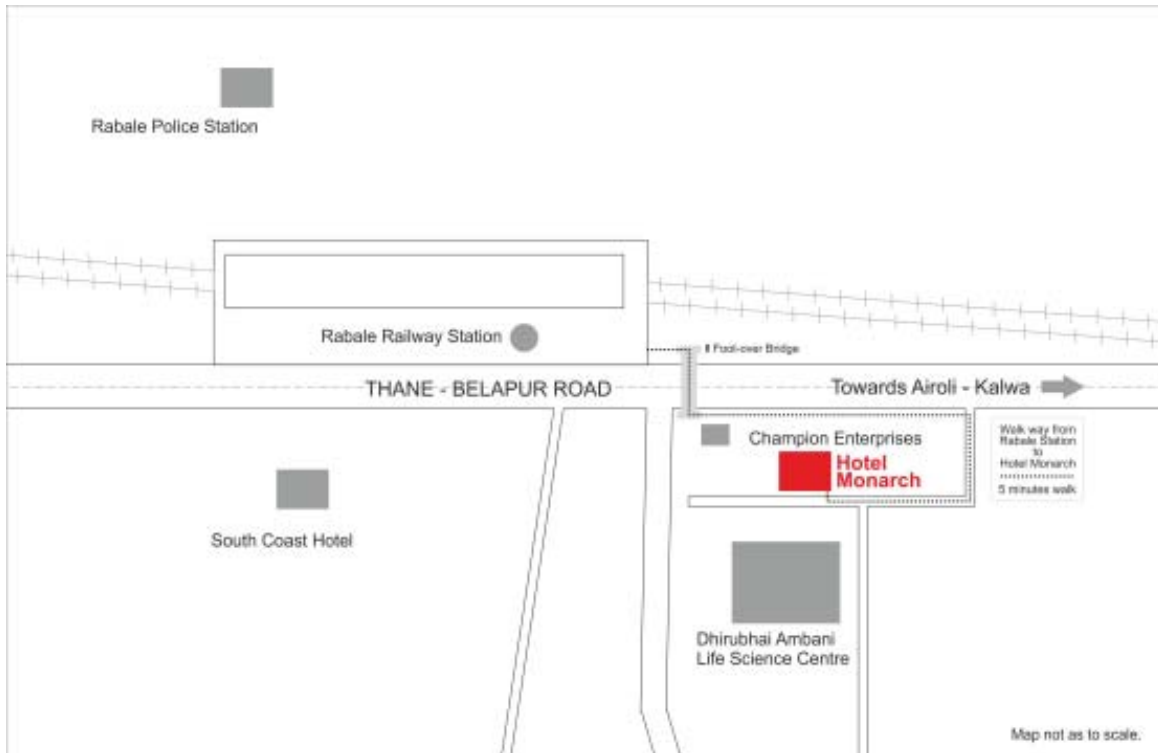 Rabale Police Station
Rabale Railway Station
Foot-over Bridge
THANE - BELAPUR ROAD
Towards Airoli - Kalwa
Champion Enterprises
Hotel
Monarch
Walk way from
Rabale Station
to
Hotel Monarch
5 minutes walk
South Coast Hotel
Dhirubhai Ambani
Life Science Centre
Map not as to scale.